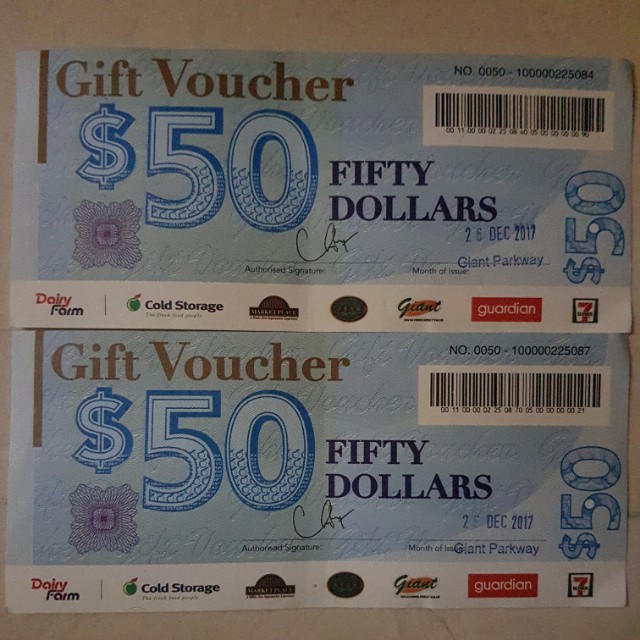 Gift Voucher
NO. 0050 - 100000225084
$50
FIFTY
DOLLARS
$50
26 DEC 2017
Giant Parkway
Authorised Signature:
Month of Issue:
Dairy Farm
Cold Storage
The fresh food people
MARKET PLACE
Giant
guardian
7 ELEVEN
Gift Voucher
NO. 0050 - 100000225087
$50
FIFTY
DOLLARS
$50
26 DEC 2017
Giant Parkway
Authorised Signature:
Month of Is
Dairy Farm
Cold Storage
The fresh food people
MARKET PLACE
Giant
guardian
7 ELEVEN